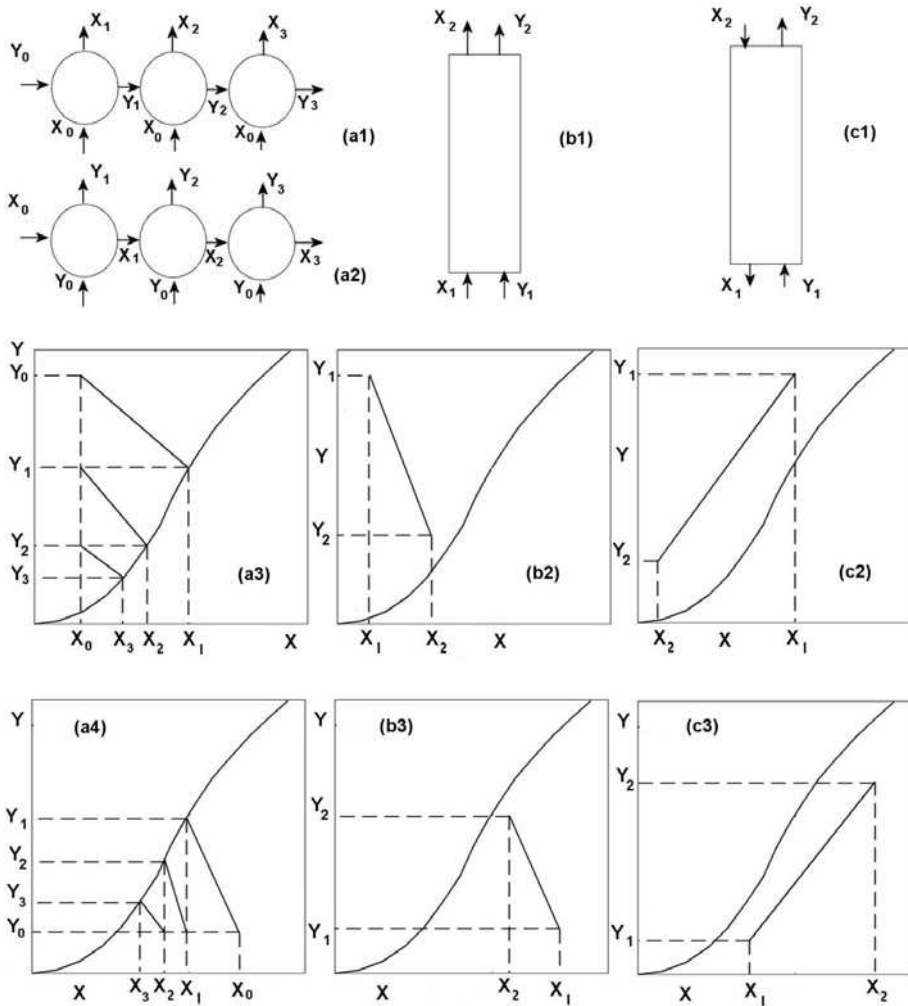 X₁ X₂ X₃
Y₀
Y₁ Y₂ Y₃
X₀ X₀ X₀
(a1)
Y₁ Y₂ Y₃
X₀
X₁ X₂ X₃
Y₀ Y₀ Y₀
(a2)
X₂ Y₂
(b1)
X₁ Y₁
X₂ Y₂
(c1)
X₁ Y₁
Y
Y₀
Y₁
Y₂
Y₃
(a3)
X₀ X₃ X₂ X₁ X
Y₁
Y
Y₂
(b2)
X₁ X₂ X
Y₁
Y
Y₂
(c2)
X₂ X X₁
Y
(a4)
Y₁
Y₂
Y₃
Y₀
X X₃ X₂ X₁ X₀
Y
(b3)
Y₂
Y₁
X X₂ X₁
Y
(c3)
Y₂
Y₁
X X₁ X₂